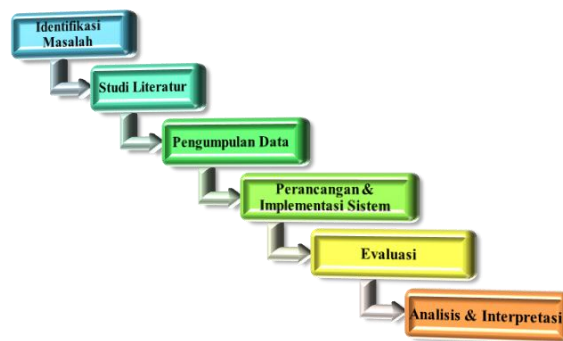 Identifikasi
Masalah
Studi Literatur
Pengumpulan Data
Perancangan &
Implementasi Sistem
Evaluasi
Analisis & Interpretasi